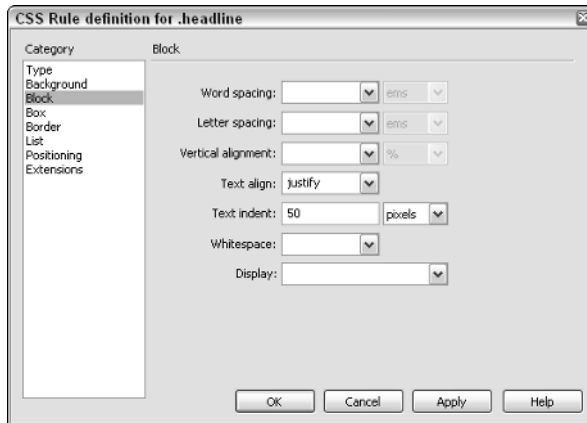 CSS Rule definition for .headline
Category
Block
Type
Background
Block
Box
Border
List
Positioning
Extensions
Word spacing: ems
Letter spacing: ems
Vertical alignment: %
Text align: justify
Text indent: 50 pixels
Whitespace:
Display:
OK Cancel Apply Help